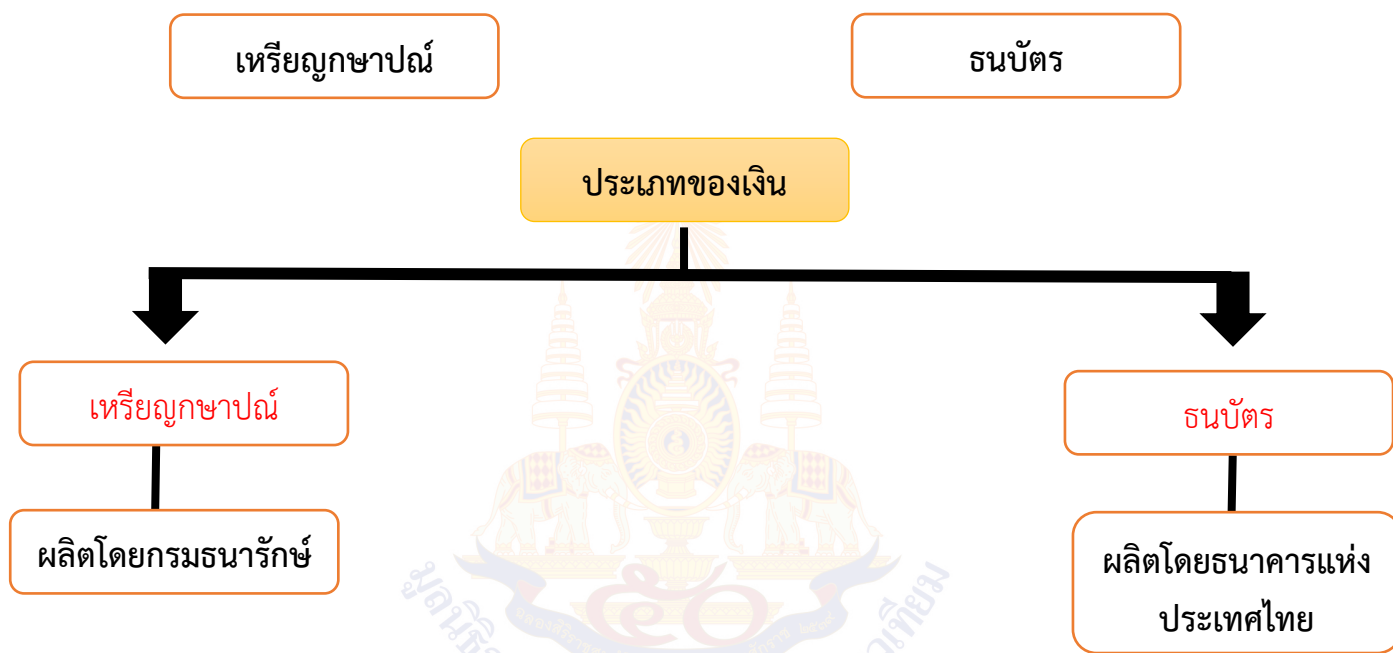 เหรียญกษาปณ์
ธนบัตร
ประเภทของเงิน
เหรียญกษาปณ์
ธนบัตร
ผลิตโดยกรมธนารักษ์
ผลิตโดยธนาคารแห่ง
ประเทศไทย
๕๐